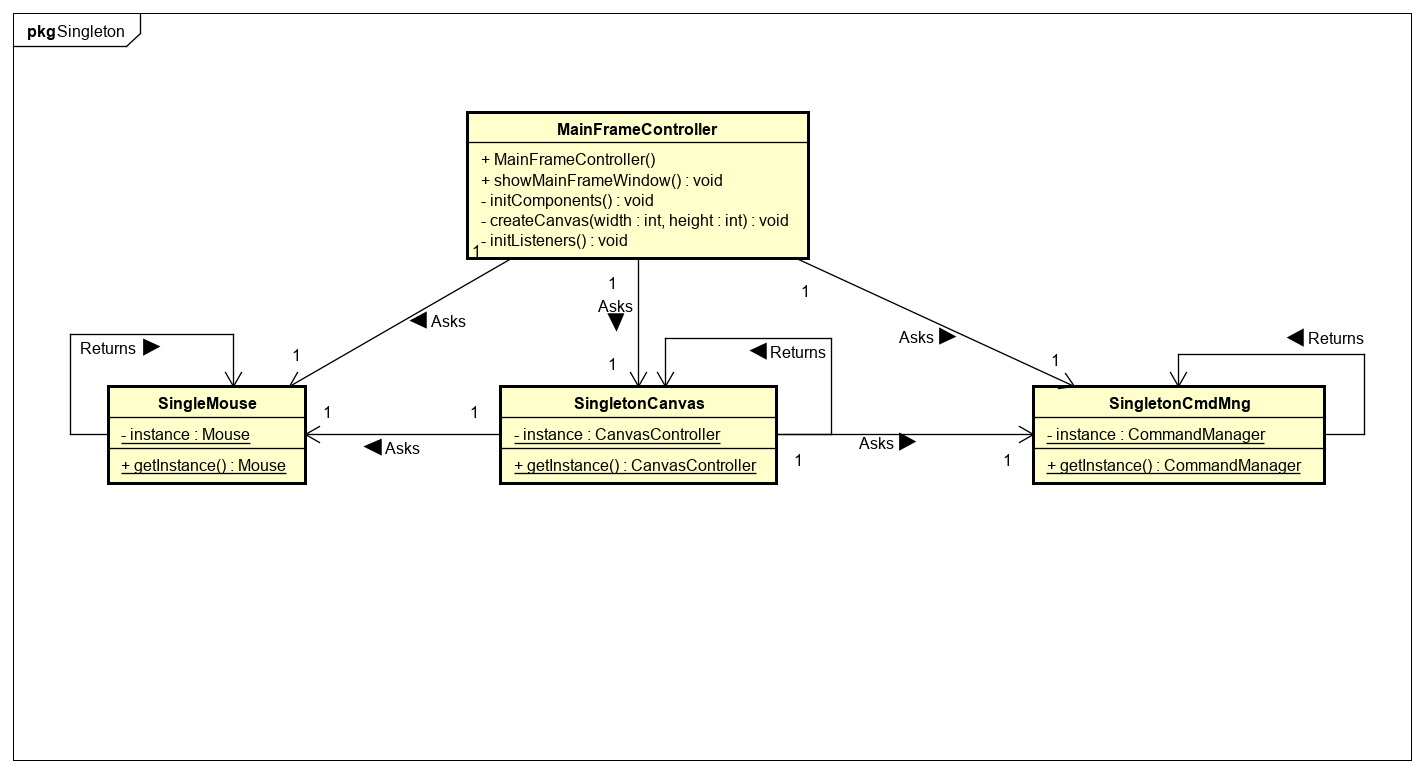 pkg Singleton
MainFrameController
+ MainFrameController()
+ showMainFrameWindow() : void
- initComponents() : void
- createCanvas(width : int, height : int) : void
- initListeners() : void
1
1
1
Asks
Asks
Asks
1
1
1
Returns
Returns
Returns
SingleMouse
- instance : Mouse
+ getInstance() : Mouse
1
1
Asks
SingletonCanvas
- instance : CanvasController
+ getInstance() : CanvasController
Asks
1
1
SingletonCmdMng
- instance : CommandManager
+ getInstance() : CommandManager